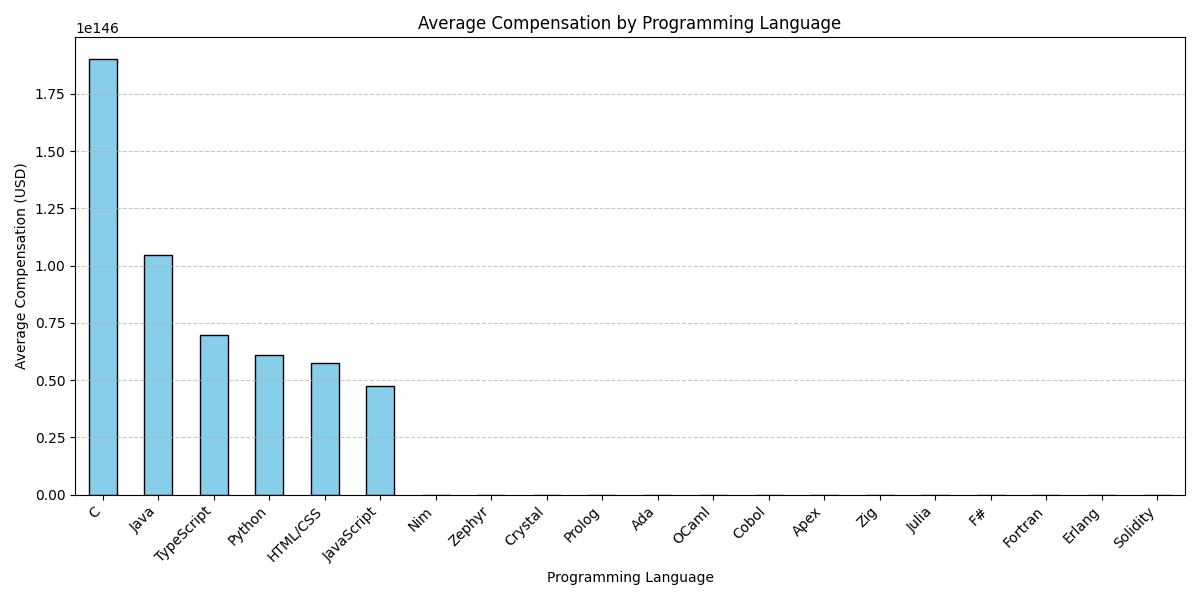 Average Compensation by Programming Language
1e146
1.75
1.50
1.25
1.00
0.75
0.50
0.25
0.00
Average Compensation (USD)
C
Java
TypeScript
Python
HTML/CSS
JavaScript
Nim
Zephyr
Crystal
Prolog
Ada
OCaml
Cobol
Apex
Zig
Julia
F#
Fortran
Erlang
Solidity
Programming Language